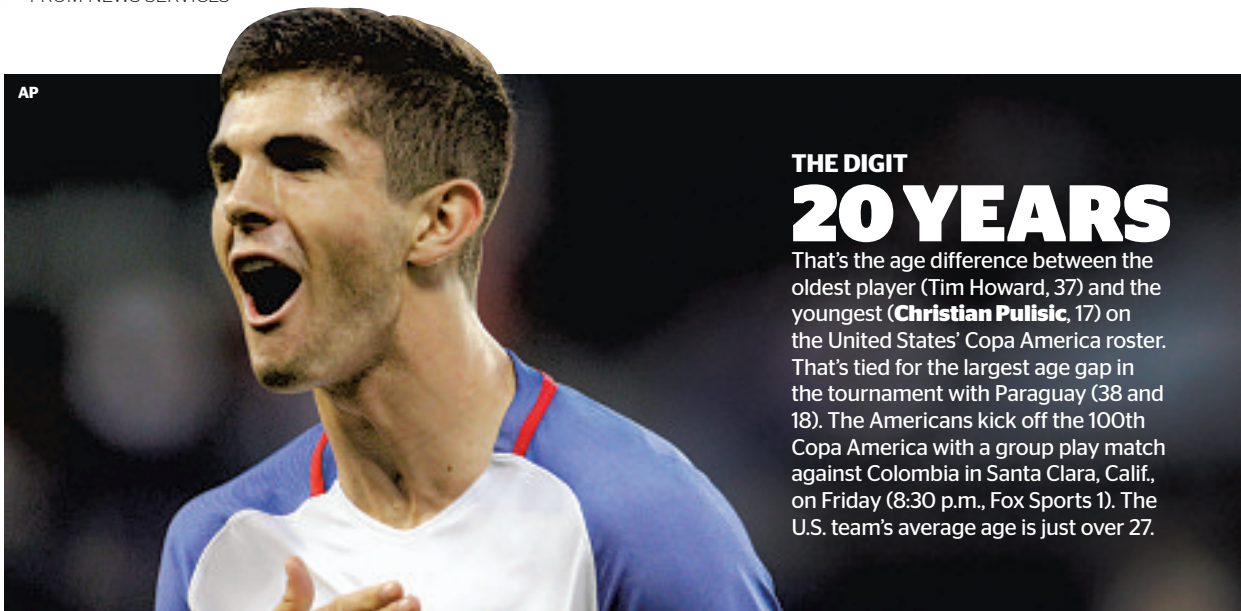 FROM NEWS SERVICES
AP
THE DIGIT
20 YEARS
That’s the age difference between the
oldest player (Tim Howard, 37) and the
youngest (Christian Pulisic, 17) on
the United States’ Copa America roster.
That’s tied for the largest age gap in
the tournament with Paraguay (38 and
18). The Americans kick off the 100th
Copa America with a group play match
against Colombia in Santa Clara, Calif.,
on Friday (8:30 p.m., Fox Sports 1). The
U.S. team’s average age is just over 27.